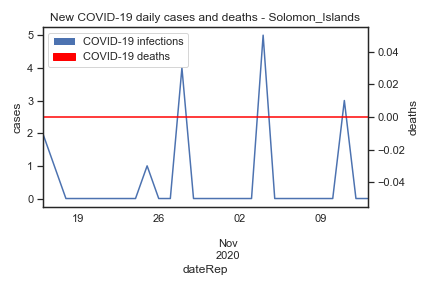 New COVID-19 daily cases and deaths - Solomon_Islands
COVID-19 infections
COVID-19 deaths
5
4
3
2
1
0
cases
0.04
0.02
0.00
−0.02
−0.04
deaths
19 26 02 09
Nov
2020
dateRep